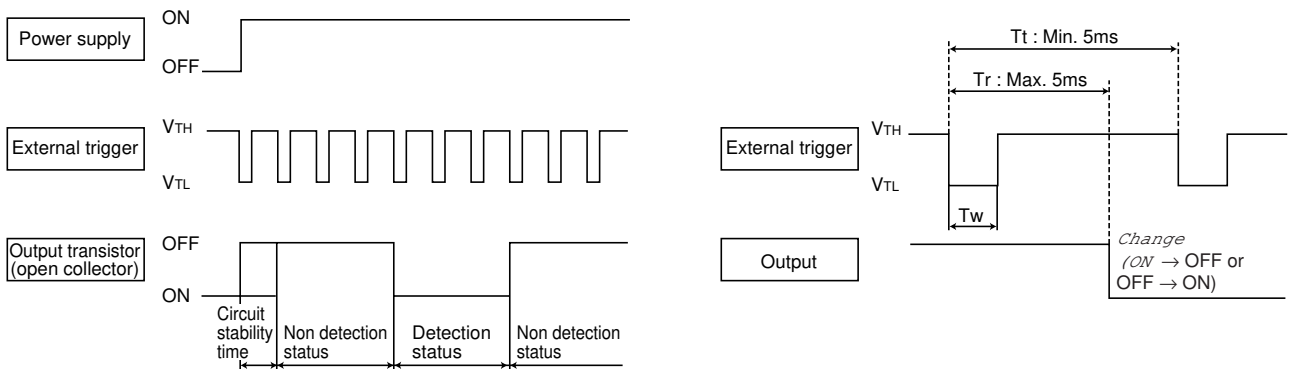 Power supply
ON
OFF
External trigger
VTH
VTL
Output transistor
(open collector)
OFF
ON
Circuit
stability
time
Non detection
status
Detection
status
Non detection
status
Tt : Min. 5ms
Tr : Max. 5ms
External trigger
VTH
VTL
Tw
Output
Change
(ON → OFF or
OFF → ON)